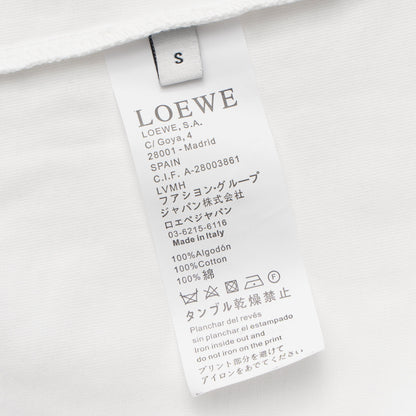 S
LOEWE
LOEWE, S.A.
C/ Goya, 4
28001 - Madrid
SPAIN
C.I.F. A-28003861
LVMH
ファション・グループ
ジャパン株式会社
ロエベジャパン
03-6215-6116
Made in Italy
100%Algodón
100%Cotton
100% 綿
F
タンブル乾燥禁止
Planchar del revés
sin planchar el estampado
Iron inside out and
do not iron on the print
プリント部分を避けて
アイロンをあててください